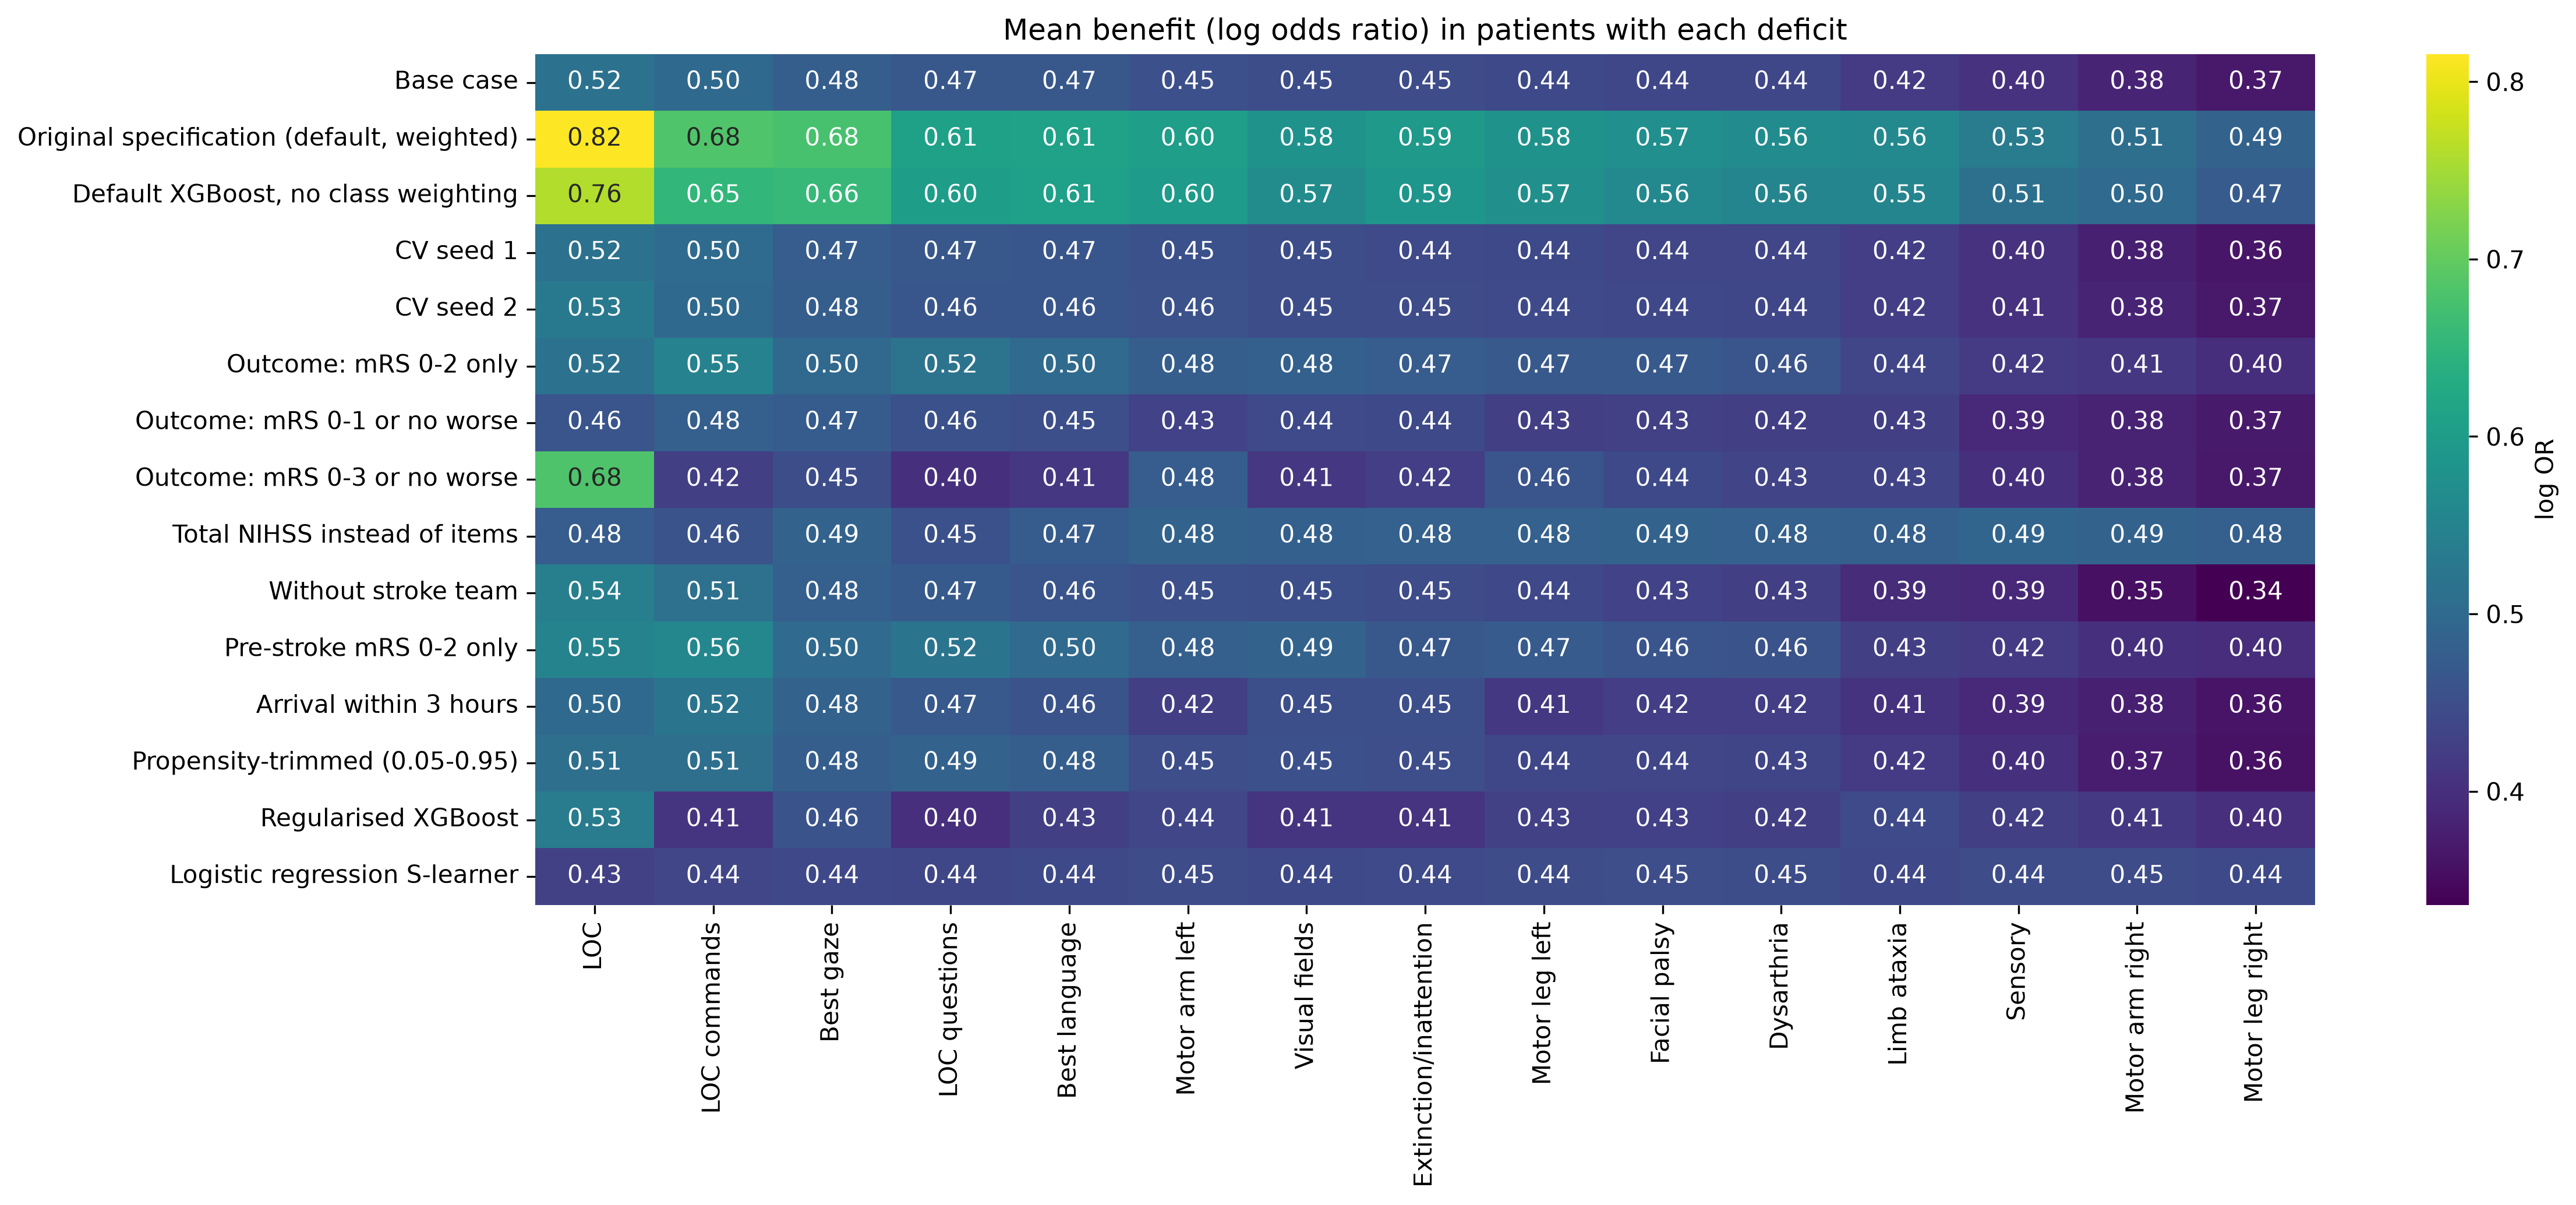 Mean benefit (log odds ratio) in patients with each deficit
Base case 0.52 0.50 0.48 0.47 0.47 0.45 0.45 0.45 0.44 0.44 0.44 0.42 0.40 0.38 0.37
Original specification (default, weighted) 0.82 0.68 0.68 0.61 0.61 0.60 0.58 0.59 0.58 0.57 0.56 0.56 0.53 0.51 0.49
Default XGBoost, no class weighting 0.76 0.65 0.66 0.60 0.61 0.60 0.57 0.59 0.57 0.56 0.56 0.55 0.51 0.50 0.47
CV seed 1 0.52 0.50 0.47 0.47 0.47 0.45 0.45 0.44 0.44 0.44 0.44 0.42 0.40 0.38 0.36
CV seed 2 0.53 0.50 0.48 0.46 0.46 0.46 0.45 0.45 0.44 0.44 0.44 0.42 0.41 0.38 0.37
Outcome: mRS 0-2 only 0.52 0.55 0.50 0.52 0.50 0.48 0.48 0.47 0.47 0.47 0.46 0.44 0.42 0.41 0.40
Outcome: mRS 0-1 or no worse 0.46 0.48 0.47 0.46 0.45 0.43 0.44 0.44 0.43 0.43 0.42 0.43 0.39 0.38 0.37
Outcome: mRS 0-3 or no worse 0.68 0.42 0.45 0.40 0.41 0.48 0.41 0.42 0.46 0.44 0.43 0.43 0.40 0.38 0.37
Total NIHSS instead of items 0.48 0.46 0.49 0.45 0.47 0.48 0.48 0.48 0.48 0.49 0.48 0.48 0.49 0.49 0.48
Without stroke team 0.54 0.51 0.48 0.47 0.46 0.45 0.45 0.45 0.44 0.43 0.43 0.39 0.39 0.35 0.34
Pre-stroke mRS 0-2 only 0.55 0.56 0.50 0.52 0.50 0.48 0.49 0.47 0.47 0.46 0.46 0.43 0.42 0.40 0.40
Arrival within 3 hours 0.50 0.52 0.48 0.47 0.46 0.42 0.45 0.45 0.41 0.42 0.42 0.41 0.39 0.38 0.36
Propensity-trimmed (0.05-0.95) 0.51 0.51 0.48 0.49 0.48 0.45 0.45 0.45 0.44 0.44 0.43 0.42 0.40 0.37 0.36
Regularised XGBoost 0.53 0.41 0.46 0.40 0.43 0.44 0.41 0.41 0.43 0.43 0.42 0.44 0.42 0.41 0.40
Logistic regression S-learner 0.43 0.44 0.44 0.44 0.44 0.45 0.44 0.44 0.44 0.45 0.45 0.44 0.44 0.45 0.44
LOC
LOC commands
Best gaze
LOC questions
Best language
Motor arm left
Visual fields
Extinction/inattention
Motor leg left
Facial palsy
Dysarthria
Limb ataxia
Sensory
Motor arm right
Motor leg right
0.8
0.7
0.6
0.5
0.4
log OR